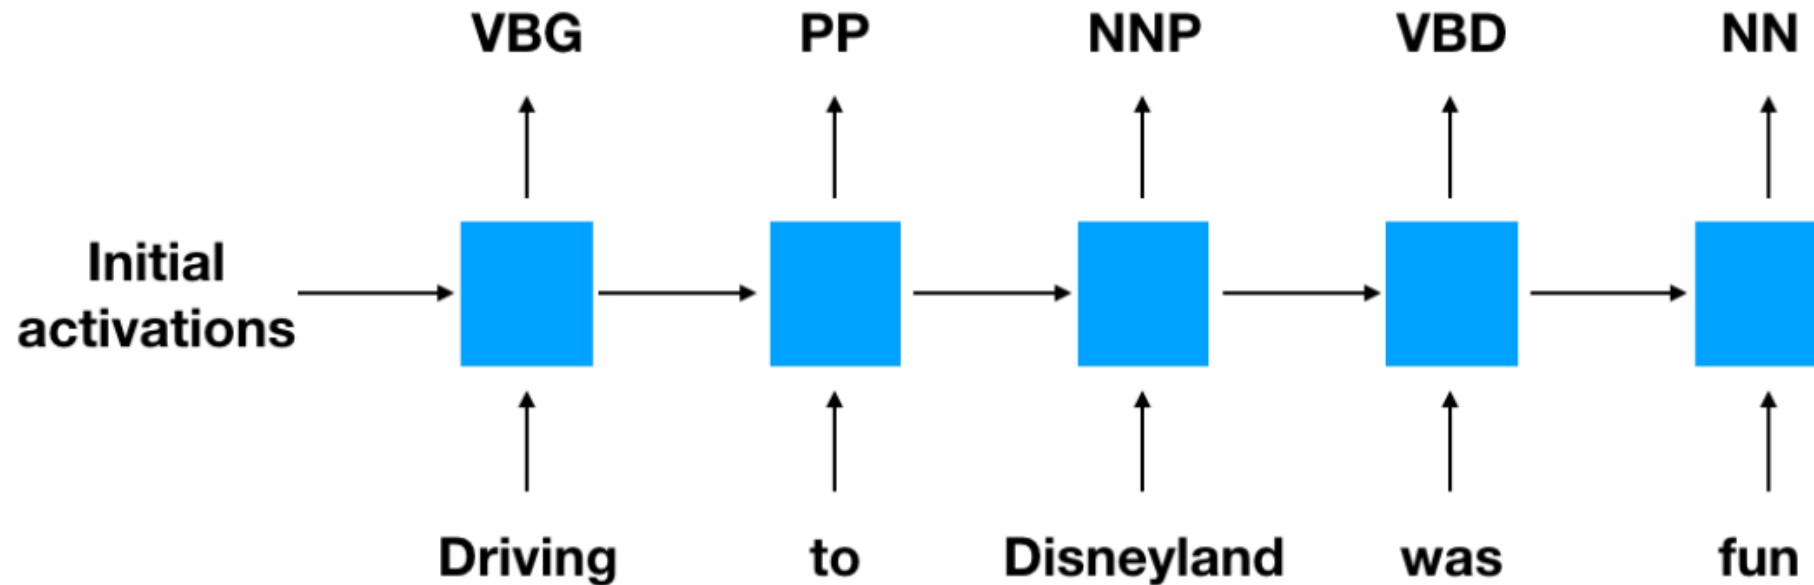 VBG PP NNP VBD NN
Initial
activations
Driving to Disneyland was fun